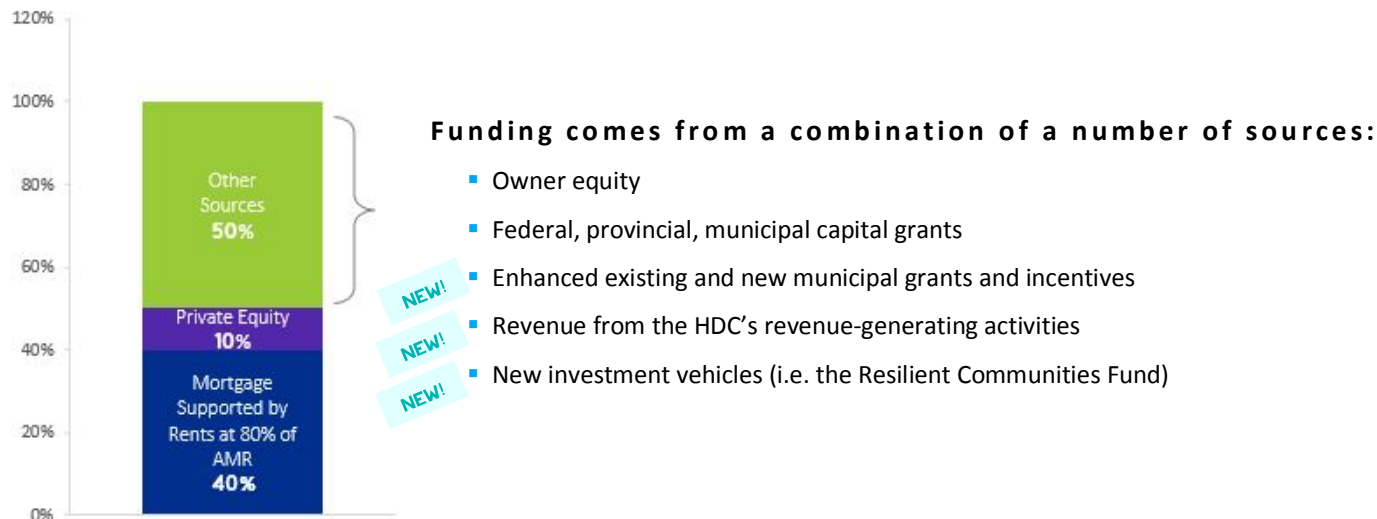 120%
100%
80%
60%
40%
20%
0%
Other
Sources
50%
Private Equity
10%
Mortgage
Supported by
Rents at 80% of
AMR
40%
Funding comes from a combination of a number of sources:
▪ Owner equity
▪ Federal, provincial, municipal capital grants
NEW! ▪ Enhanced existing and new municipal grants and incentives
NEW! ▪ Revenue from the HDC’s revenue-generating activities
NEW! ▪ New investment vehicles (i.e. the Resilient Communities Fund)